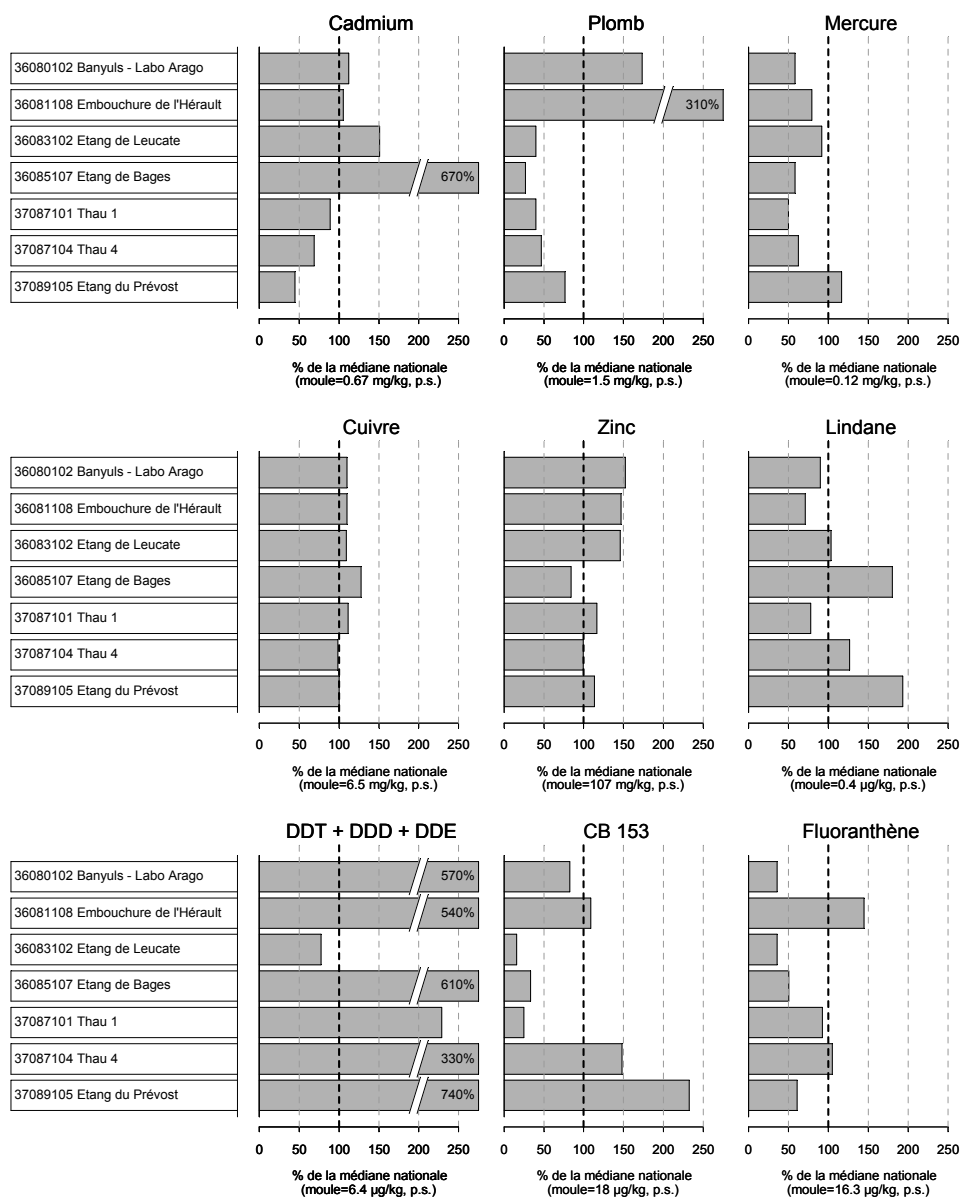 Cadmium Plomb Mercure
36080102 Banyuls - Labo Arago
36081108 Embouchure de l'Hérault 310%
36083102 Etang de Leucate
36085107 Etang de Bages 670%
37087101 Thau 1
37087104 Thau 4
37089105 Etang du Prévost
0 50 100 150 200 250 0 50 100 150 200 250 0 50 100 150 200 250
% de la médiane nationale % de la médiane nationale % de la médiane nationale
(moule=0.67 mg/kg, p.s.) (moule=1.5 mg/kg, p.s.) (moule=0.12 mg/kg, p.s.)
Cuivre Zinc Lindane
36080102 Banyuls - Labo Arago
36081108 Embouchure de l'Hérault
36083102 Etang de Leucate
36085107 Etang de Bages
37087101 Thau 1
37087104 Thau 4
37089105 Etang du Prévost
0 50 100 150 200 250 0 50 100 150 200 250 0 50 100 150 200 250
% de la médiane nationale % de la médiane nationale % de la médiane nationale
(moule=6.5 mg/kg, p.s.) (moule=107 mg/kg, p.s.) (moule=0.4 µg/kg, p.s.)
DDT + DDD + DDE CB 153 Fluoranthène
36080102 Banyuls - Labo Arago 570%
36081108 Embouchure de l'Hérault 540%
36083102 Etang de Leucate
36085107 Etang de Bages 610%
37087101 Thau 1
37087104 Thau 4 330%
37089105 Etang du Prévost 740%
0 50 100 150 200 250 0 50 100 150 200 250 0 50 100 150 200 250
% de la médiane nationale % de la médiane nationale % de la médiane nationale
(moule=6.4 µg/kg, p.s.) (moule=18 µg/kg, p.s.) (moule=16.3 µg/kg, p.s.)